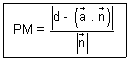 PM = |d - (a⃗ . n⃗)| / |n⃗|